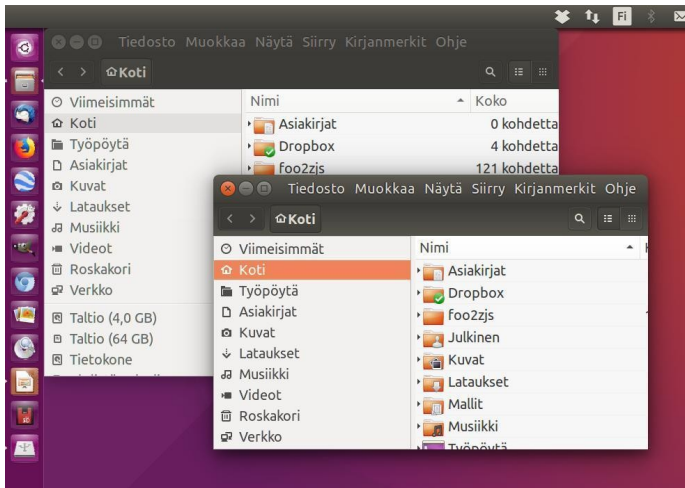 Fi
Tiedosto Muokkaa Näytä Siirry Kirjanmerkit Ohje
Koti
Nimi Koko
Viimeisimmät
Koti
Työpöytä
Asiakirjat
Kuvat
Lataukset
Musiikki
Videot
Roskakori
Verkko
Taltio (4,0 GB)
Taltio (64 GB)
Tietokone
Asiakirjat 0 kohdetta
Dropbox 4 kohdetta
foo2zjs 121 kohdetta
Tiedosto Muokkaa Näytä Siirry Kirjanmerkit Ohje
Koti
Nimi
Viimeisimmät
Koti
Työpöytä
Asiakirjat
Kuvat
Lataukset
Musiikki
Videot
Roskakori
Verkko
Asiakirjat
Dropbox
foo2zjs
Julkinen
Kuvat
Lataukset
Mallit
Musiikki
Työpöytä